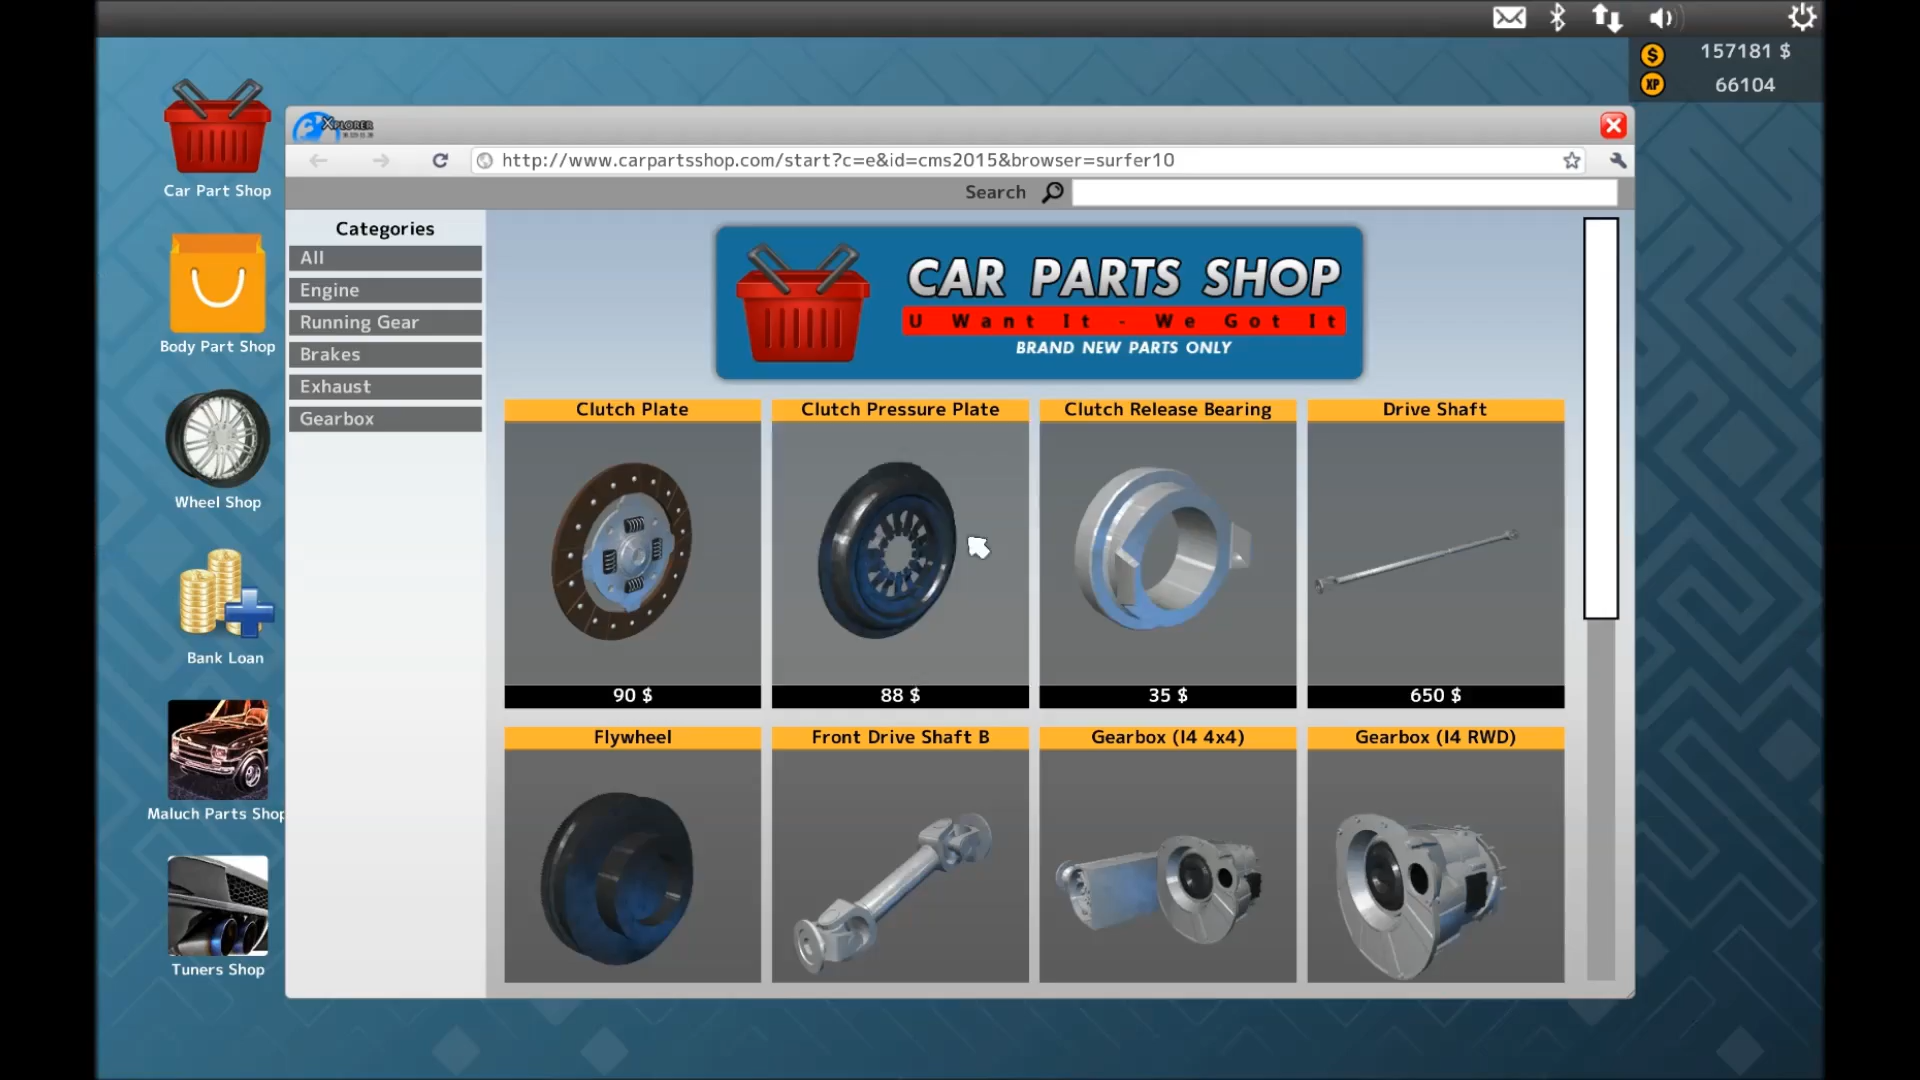 157181 $
XP
66104
XPLORER
http://www.carpartsshop.com/start?c=e&id=cms2015&browser=surfer10
Search
Car Part Shop
Body Part Shop
Wheel Shop
Bank Loan
Maluch Parts Shop
Tuners Shop
Categories
All
Engine
Running Gear
Brakes
Exhaust
Gearbox
CAR PARTS SHOP
U Want It - We Got It
BRAND NEW PARTS ONLY
Clutch Plate
90 $
Clutch Pressure Plate
88 $
Clutch Release Bearing
35 $
Drive Shaft
650 $
Flywheel
Front Drive Shaft B
Gearbox (I4 4x4)
Gearbox (I4 RWD)